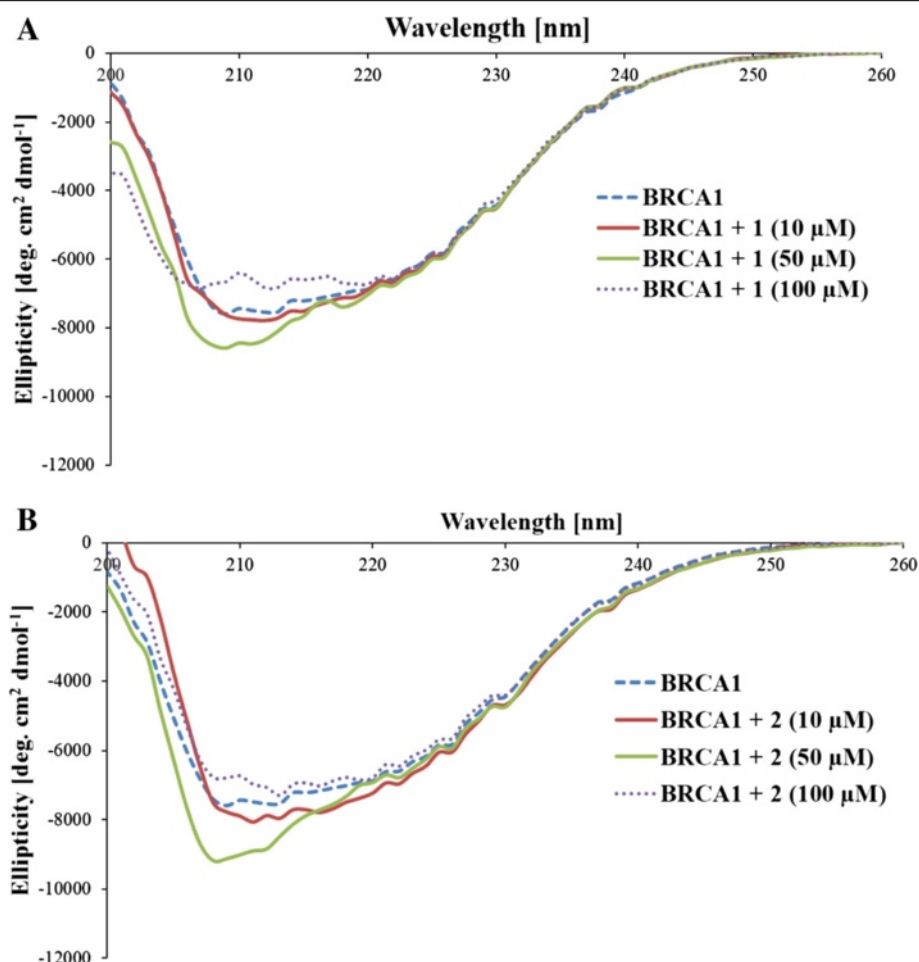 A
Wavelength [nm]
0
200 210 220 230 240 250 260
-2000
-4000
-6000
-8000
-10000
-12000
Ellipticity [deg. cm² dmol⁻¹]
BRCA1
BRCA1 + 1 (10 µM)
BRCA1 + 1 (50 µM)
BRCA1 + 1 (100 µM)
B
Wavelength [nm]
0
200 210 220 230 240 250 260
-2000
-4000
-6000
-8000
-10000
-12000
Ellipticity [deg. cm² dmol⁻¹]
BRCA1
BRCA1 + 2 (10 µM)
BRCA1 + 2 (50 µM)
BRCA1 + 2 (100 µM)